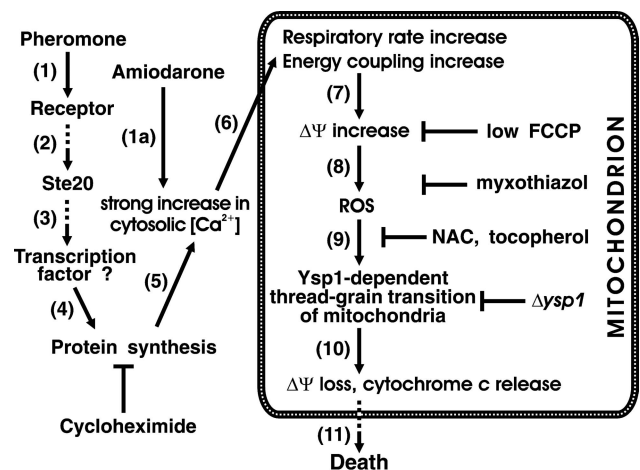 Pheromone
(1)
Receptor
(2)
Ste20
(3)
Transcription
factor ?
(4)
Protein synthesis
Cycloheximide
Amiodarone
(1a)
strong increase in
cytosolic [Ca²⁺]
(5)
(6)
Respiratory rate increase
Energy coupling increase
(7)
ΔΨ increase
low FCCP
(8)
myxothiazol
ROS
(9)
NAC, tocopherol
Ysp1-dependent
thread-grain transition
of mitochondria
Δysp1
(10)
ΔΨ loss, cytochrome c release
(11)
Death
MITOCHONDRION